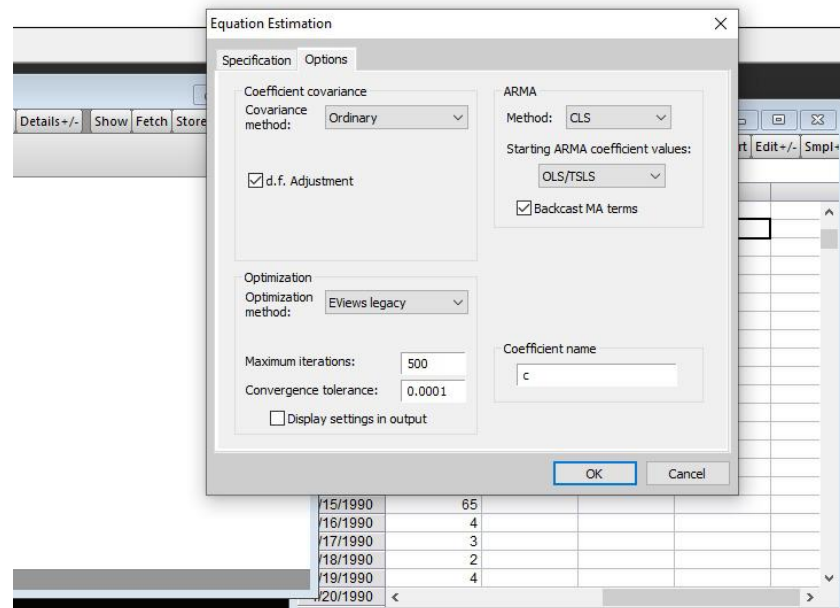 Equation Estimation
Specification Options
Coefficient covariance
Covariance method: Ordinary
d.f. Adjustment
ARMA
Method: CLS
Starting ARMA coefficient values:
OLS/TSLS
Backcast MA terms
Optimization
Optimization method: EViews legacy
Maximum iterations: 500
Convergence tolerance: 0.0001
Display settings in output
Coefficient name
c
OK Cancel
Details+/- Show Fetch Store
Edit+/- Smpl+
/15/1990 65
/16/1990 4
/17/1990 3
/18/1990 2
/19/1990 4
/20/1990